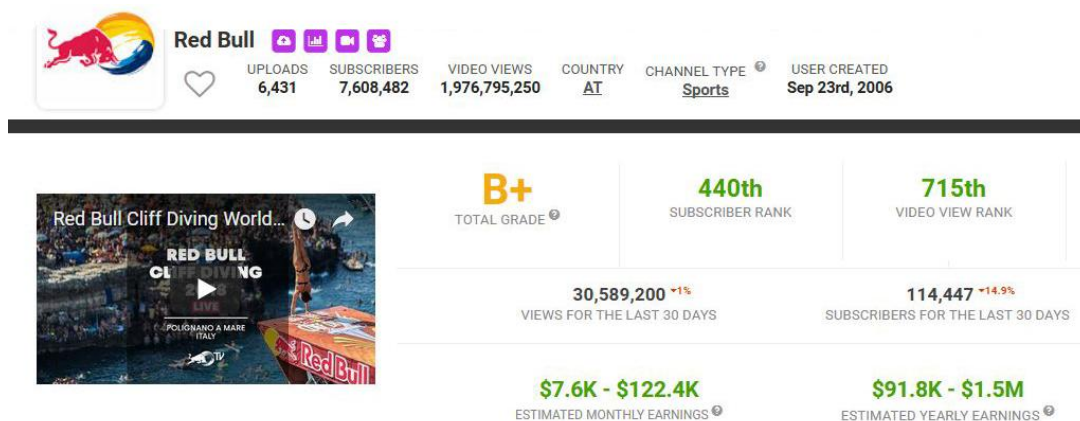 Red Bull
UPLOADS SUBSCRIBERS VIDEO VIEWS COUNTRY CHANNEL TYPE USER CREATED
6,431 7,608,482 1,976,795,250 AT Sports Sep 23rd, 2006
Red Bull Cliff Diving World...
RED BULL
CLIFF DIVING
2018
LIVE
POLIGNANO A MARE
ITALY
TV
Red Bull
B+ 440th 715th
TOTAL GRADE SUBSCRIBER RANK VIDEO VIEW RANK
30,589,200 1% 114,447 14.9%
VIEWS FOR THE LAST 30 DAYS SUBSCRIBERS FOR THE LAST 30 DAYS
$7.6K - $122.4K $91.8K - $1.5M
ESTIMATED MONTHLY EARNINGS ESTIMATED YEARLY EARNINGS